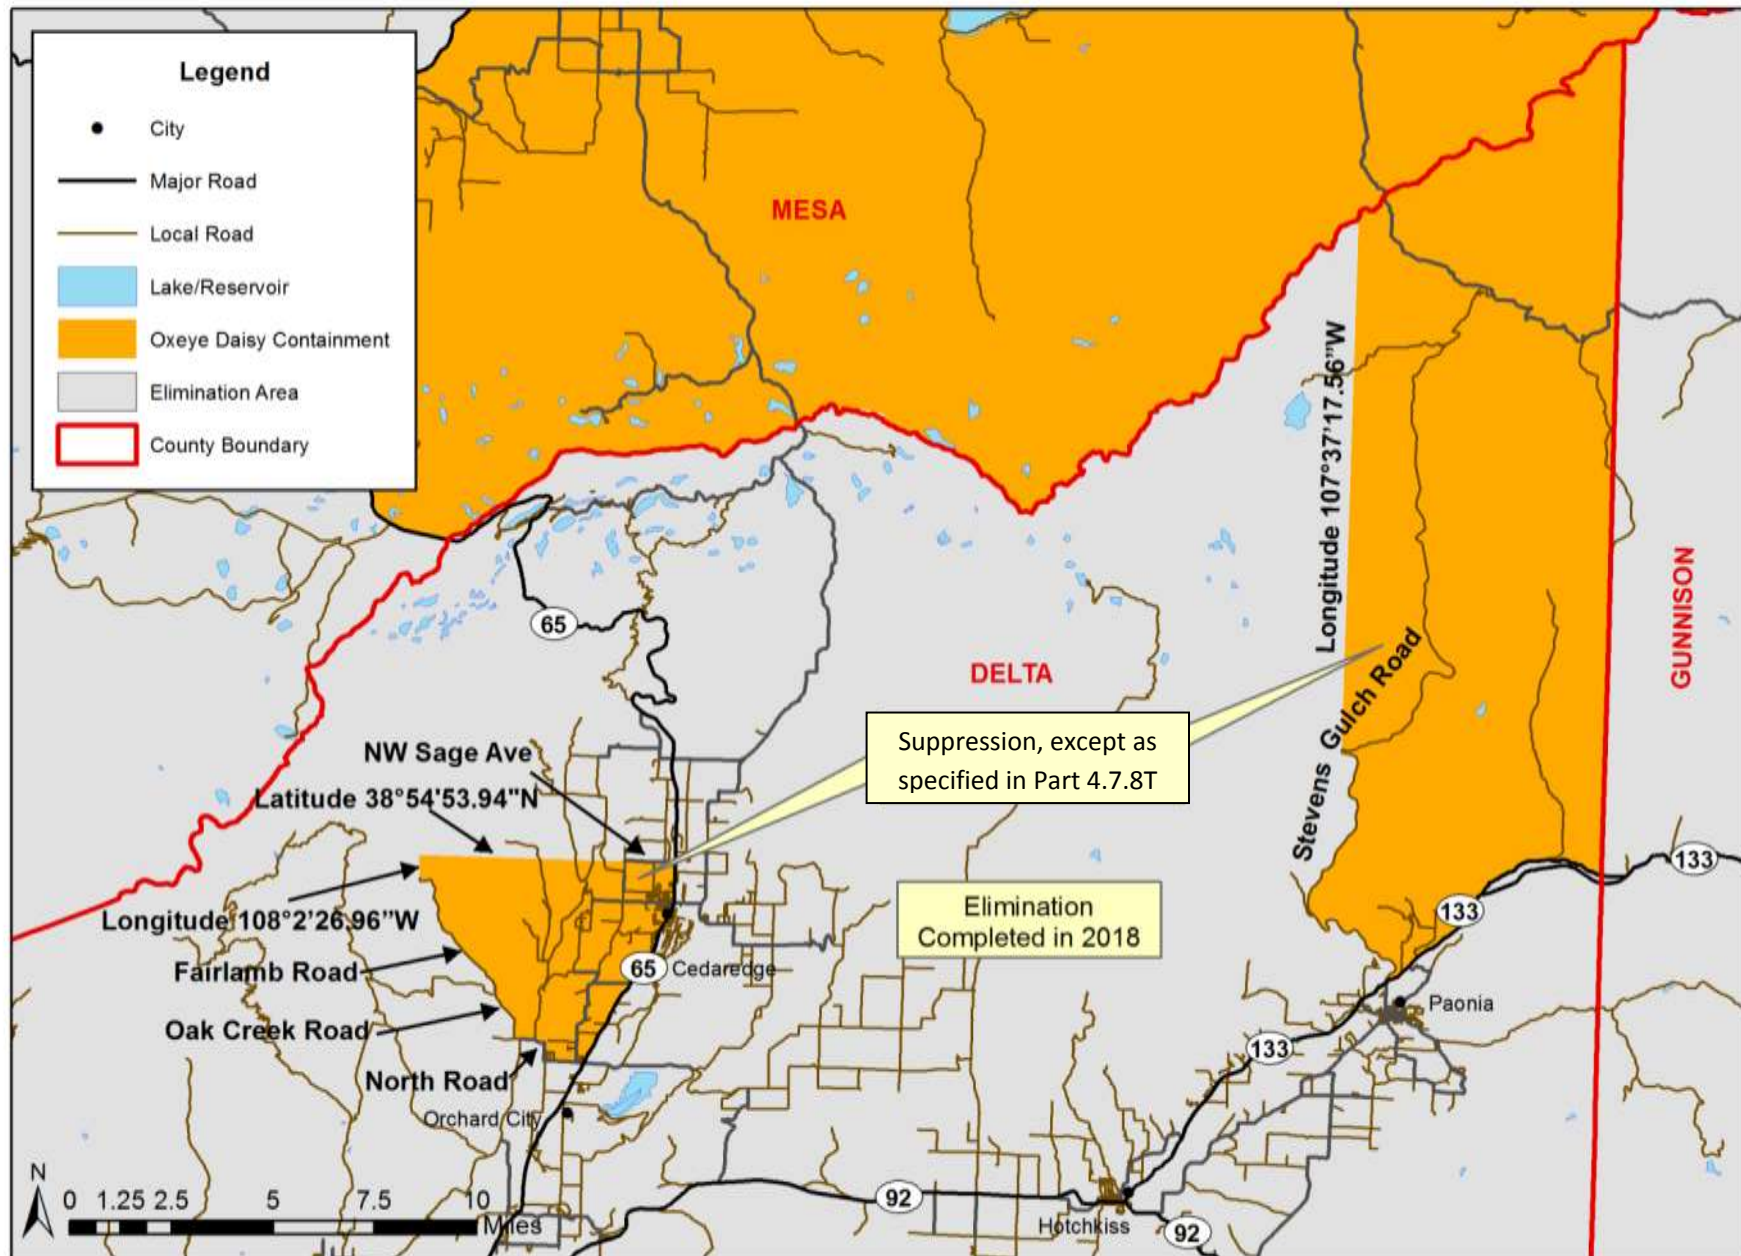 Legend
City
Major Road
Local Road
Lake/Reservoir
Oxeye Daisy Containment
Elimination Area
County Boundary
MESA
Longitude 107°37'17.56"W
GUNNISON
65
DELTA
Stevens Gulch Road
Suppression, except as
specified in Part 4.7.8T
NW Sage Ave
Latitude 38°54'53.94"N
Longitude 108°2'26.96"W
Fairlamb Road
Oak Creek Road
North Road
Elimination
Completed in 2018
133
133
65
Cedaredge
Paonia
133
Orchard City
N
0 1.25 2.5 5 7.5 10
Miles
92
Hotchkiss
92